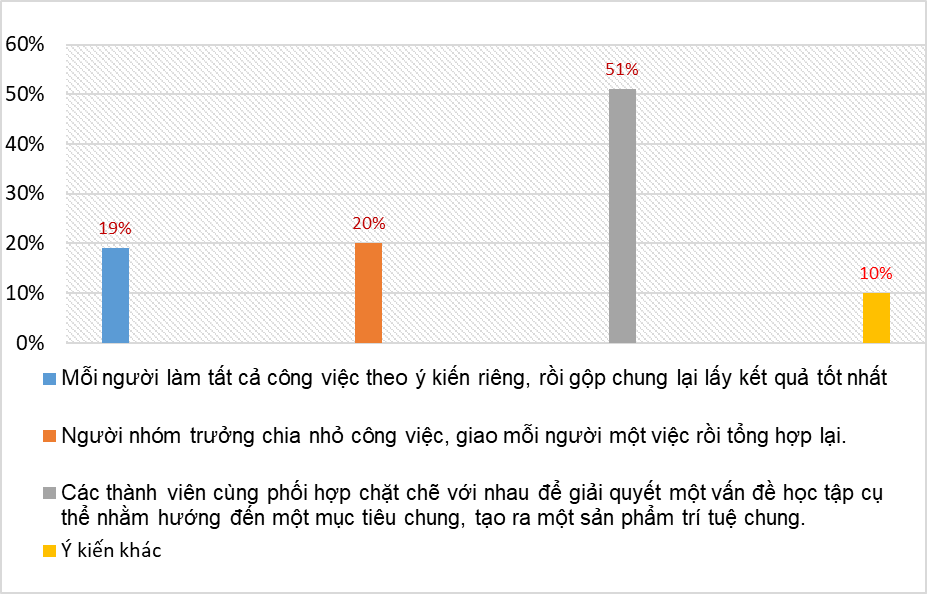 60%
51%
50%
40%
30%
19%
20%
20%
10%
10%
0%
Mỗi người làm tất cả công việc theo ý kiến riêng, rồi gộp chung lại lấy kết quả tốt nhất
Người nhóm trưởng chia nhỏ công việc, giao mỗi người một việc rồi tổng hợp lại.
Các thành viên cùng phối hợp chặt chẽ với nhau để giải quyết một vấn đề học tập cụ
thể nhằm hướng đến một mục tiêu chung, tạo ra một sản phẩm trí tuệ chung.
Ý kiến khác